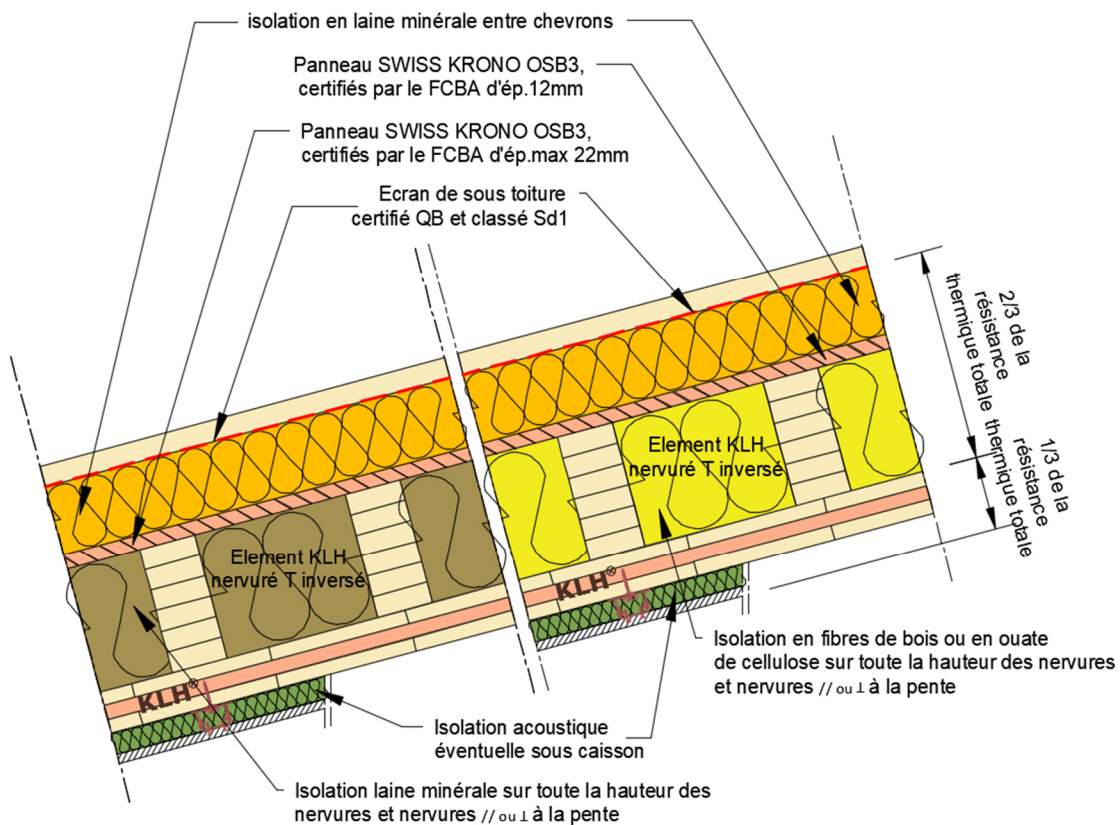 isolation en laine minérale entre chevrons
Panneau SWISS KRONO OSB3,
certifiés par le FCBA d'ép.12mm
Panneau SWISS KRONO OSB3,
certifiés par le FCBA d'ép.max 22mm
Ecran de sous toiture
certifié QB et classé Sd1
2/3 de la
résistance
thermique totale
1/3 de la
résistance
thermique totale
Element KLH
nervuré T inversé
Element KLH
nervuré T inversé
KLH®
KLH®
Isolation en fibres de bois ou en ouate
de cellulose sur toute la hauteur des nervures
et nervures // ou ⊥ à la pente
Isolation acoustique
éventuelle sous caisson
Isolation laine minérale sur toute la hauteur des
nervures et nervures // ou ⊥ à la pente